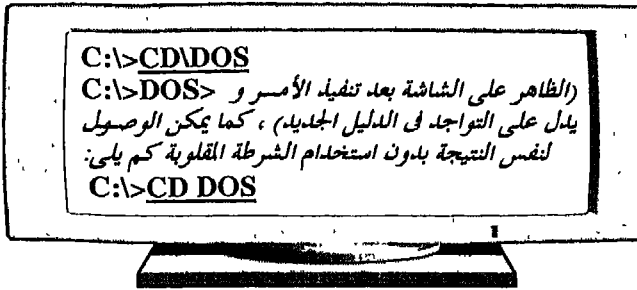 C:\>CD\DOS
(الظاهر على الشاشة بعد تنفيذ الأمر و <C:\>DOS
يدل على التواجد فى الدليل الجديد) ، كما يمكن الوصول
لنفس النتيجة بدون استخدام الشرطة المقلوبة كم يلى:
C:\>CD DOS